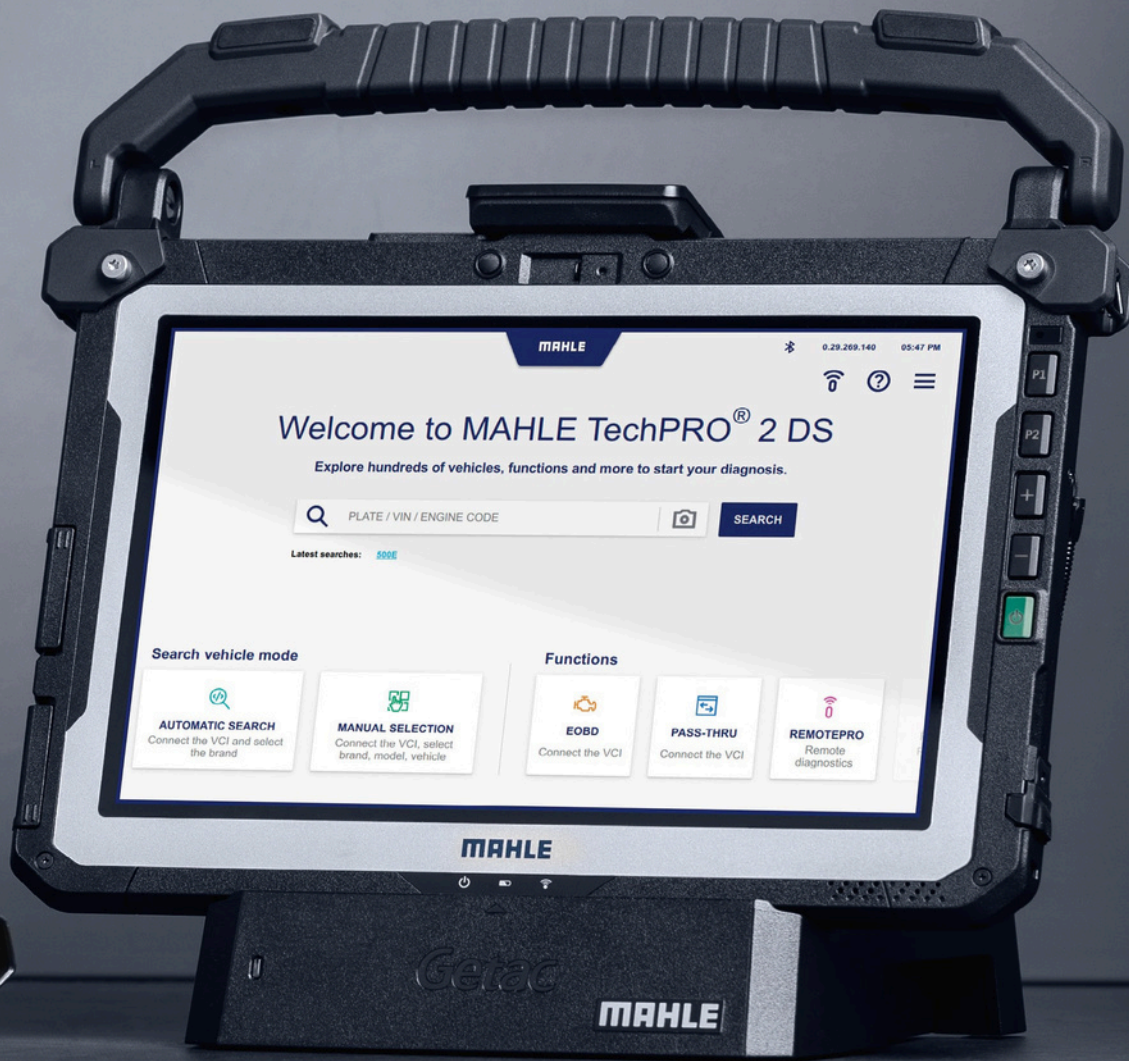 MAHLE
0.29.269.140
05:47 PM
Welcome to MAHLE TechPRO® 2 DS
Explore hundreds of vehicles, functions and more to start your diagnosis.
PLATE / VIN / ENGINE CODE
SEARCH
Latest searches: 500E
Search vehicle mode
AUTOMATIC SEARCH
Connect the VCI and select
the brand
MANUAL SELECTION
Connect the VCI, select
brand, model, vehicle
Functions
EOBD
Connect the VCI
PASS-THRU
Connect the VCI
REMOTEPRO
Remote
diagnostics
P1
P2
+
-
MAHLE
Getac
MAHLE